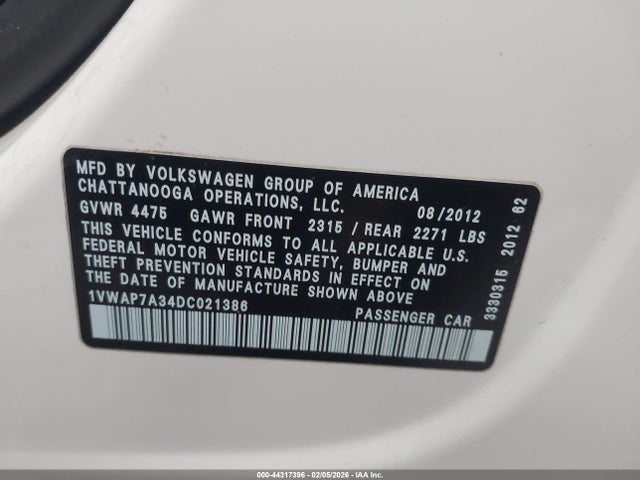 MFD BY VOLKSWAGEN GROUP OF AMERICA
CHATTANOOGA OPERATIONS, LLC. 08/2012
GVWR 4475 GAWR FRONT 2315 / REAR 2271 LBS
THIS VEHICLE CONFORMS TO ALL APPLICABLE U.S.
FEDERAL MOTOR VEHICLE SAFETY, BUMPER AND
THEFT PREVENTION STANDARDS IN EFFECT ON
THE DATE OF MANUFACTURE SHOWN ABOVE
1VWAP7A34DC021386 PASSENGER CAR
3330315 2012 62
000-44317396 - 02/05/2026 - © IAA Holdings, LLC